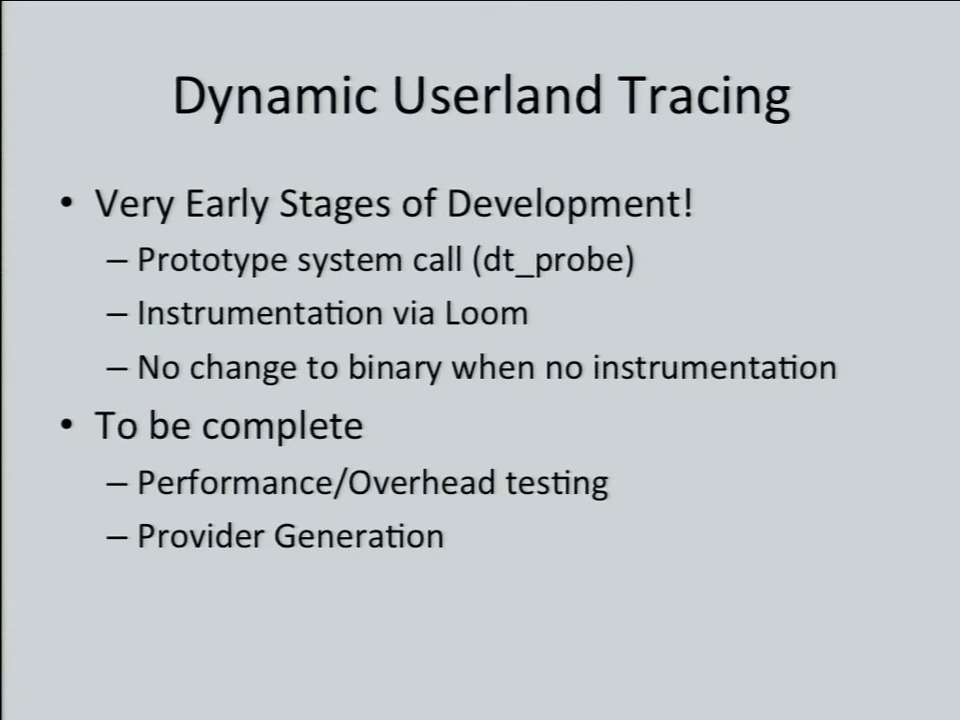 Dynamic Userland Tracing
• Very Early Stages of Development!
– Prototype system call (dt_probe)
– Instrumentation via Loom
– No change to binary when no instrumentation
• To be complete
– Performance/Overhead testing
– Provider Generation